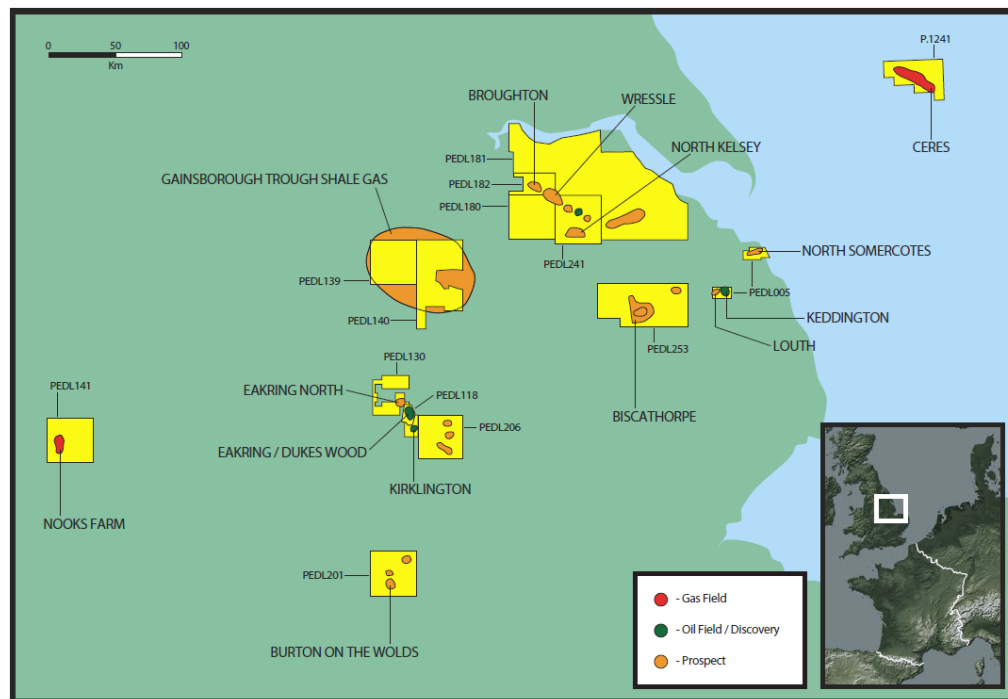 0 50 100
Km
P.1241
BROUGHTON
WRESSLE
NORTH KELSEY
CERES
PEDL181
GAINSBOROUGH TROUGH SHALE GAS
PEDL182
PEDL180
NORTH SOMERCOTES
PEDL241
PEDL139
PEDL005
KEDDINGTON
PEDL140
LOUTH
PEDL253
PEDL130
EAKRING NORTH
PEDL118
PEDL141
BISCATHORPE
PEDL206
EAKRING / DUKES WOOD
KIRKLINGTON
NOOKS FARM
PEDL201
- Gas Field
- Oil Field / Discovery
BURTON ON THE WOLDS
- Prospect